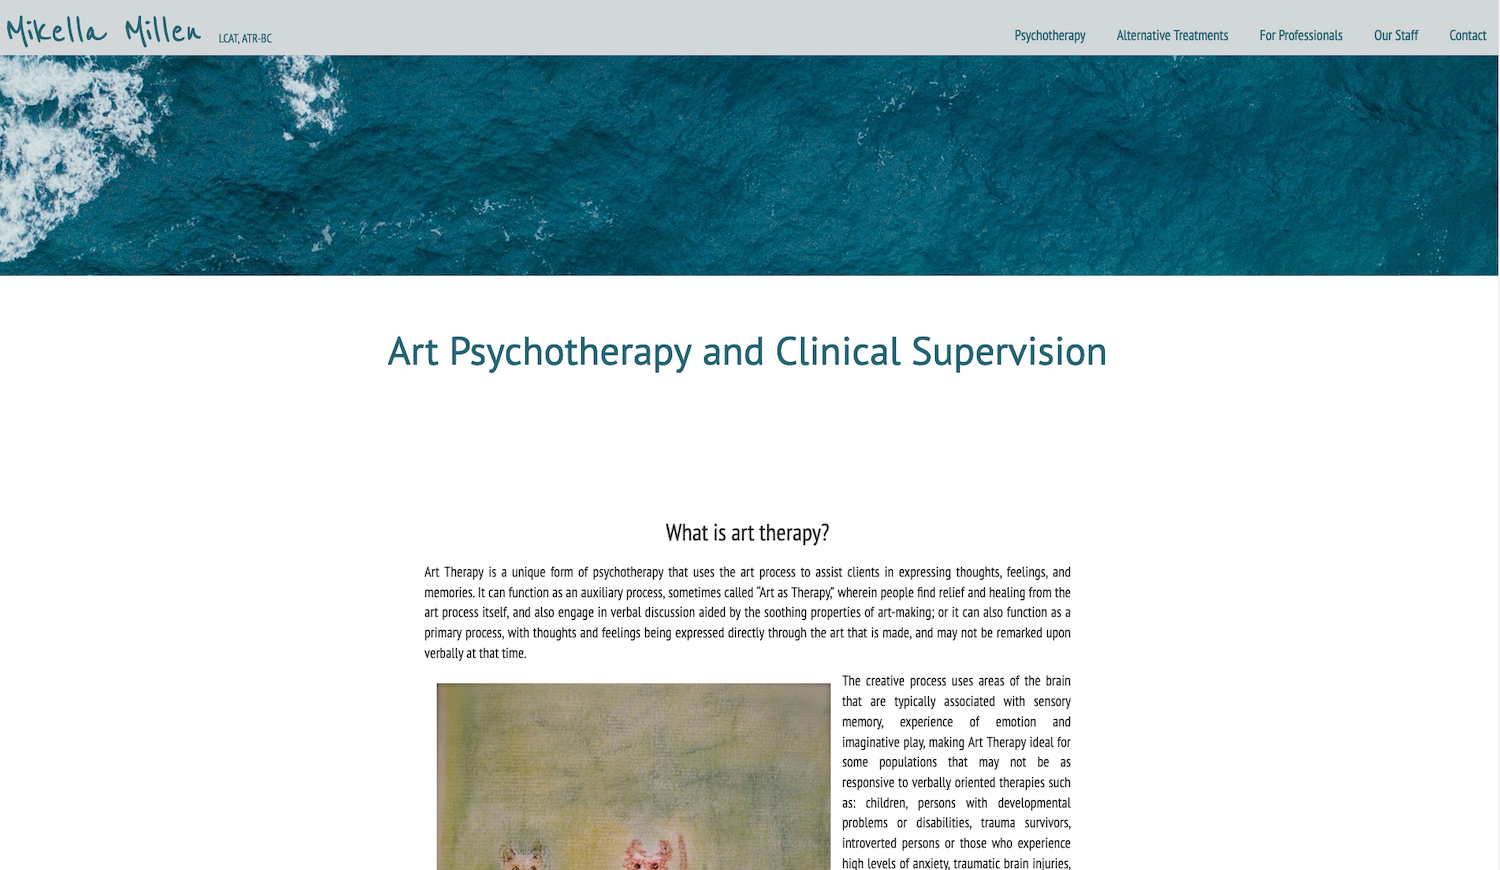 Mikella Millen LCAT, ATR-BC
Psychotherapy Alternative Treatments For Professionals Our Staff Contact
Art Psychotherapy and Clinical Supervision
What is art therapy?
Art Therapy is a unique form of psychotherapy that uses the art process to assist clients in expressing thoughts, feelings, and
memories. It can function as an auxiliary process, sometimes called “Art as Therapy,” wherein people find relief and healing from the
art process itself, and also engage in verbal discussion aided by the soothing properties of art-making; or it can also function as a
primary process, with thoughts and feelings being expressed directly through the art that is made, and may not be remarked upon
verbally at that time.
The creative process uses areas of the brain
that are typically associated with sensory
memory, experience of emotion and
imaginative play, making Art Therapy ideal for
some populations that may not be as
responsive to verbally oriented therapies such
as: children, persons with developmental
problems or disabilities, trauma survivors,
introverted persons or those who experience
high levels of anxiety, traumatic brain injuries,